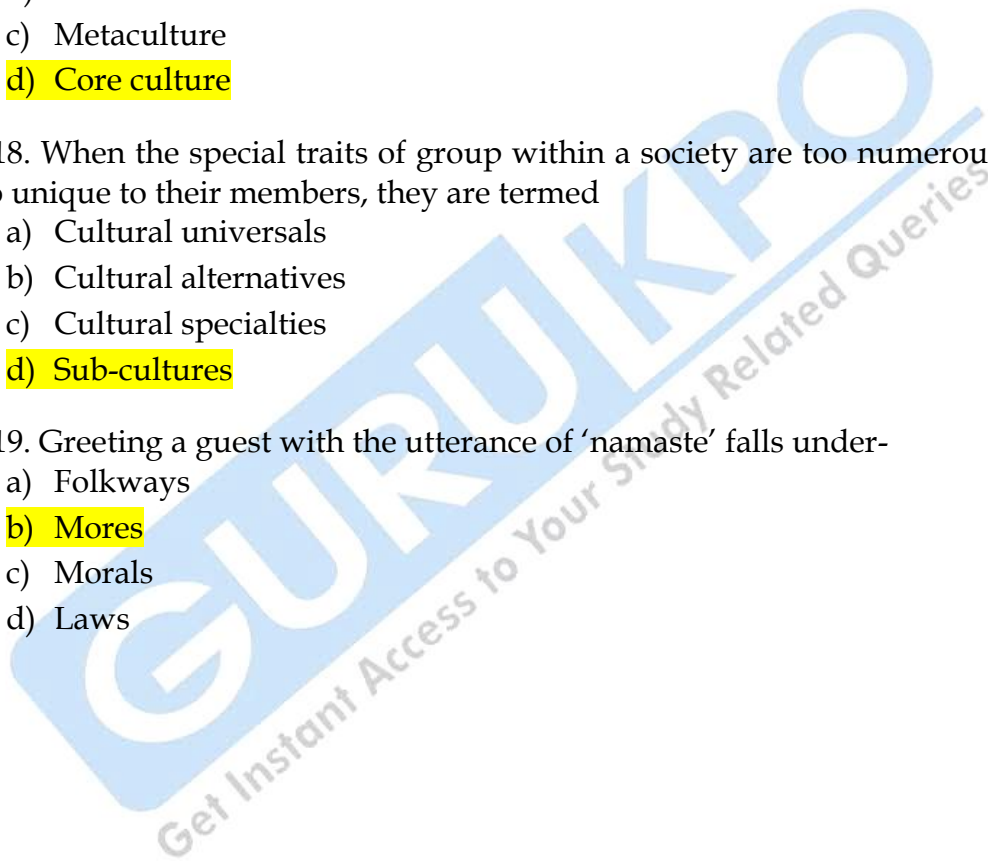 c) Metaculture
d) Core culture
18. When the special traits of group within a society are too numerou
unique to their members, they are termed
a) Cultural universals
b) Cultural alternatives
c) Cultural specialties
d) Sub-cultures
19. Greeting a guest with the utterance of ‘namaste’ falls under-
a) Folkways
b) Mores
c) Morals
d) Laws
GURUKPO
Get Instant Access to Your Study Related Queries